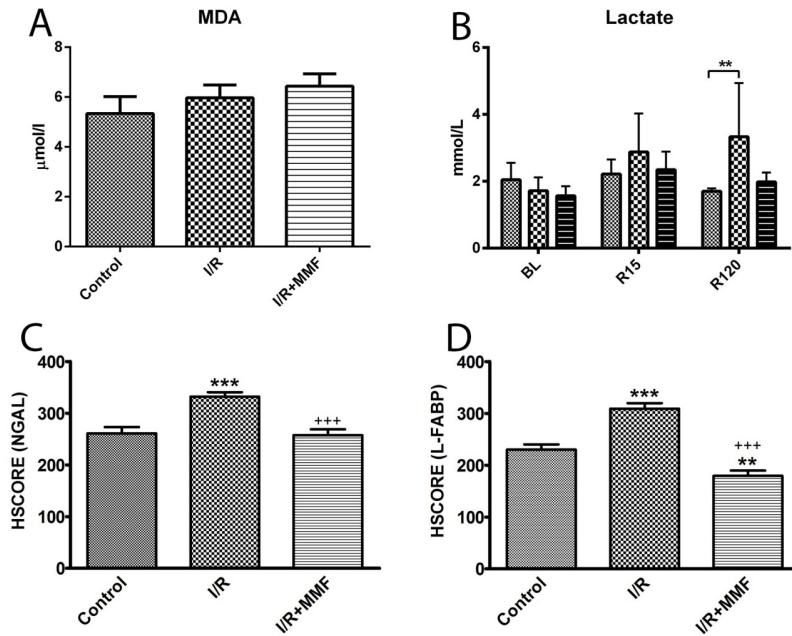 A
MDA
μmol/l
8
6
4
2
0
Control
I/R
I/R+MMF
B
Lactate
mmol/L
6
4
2
0
**
BL
R15
R120
C
HSCORE (NGAL)
400
300
200
100
0
***
+++
Control
I/R
I/R+MMF
D
HSCORE (L-FABP)
400
300
200
100
0
***
+++
**
Control
I/R
I/R+MMF